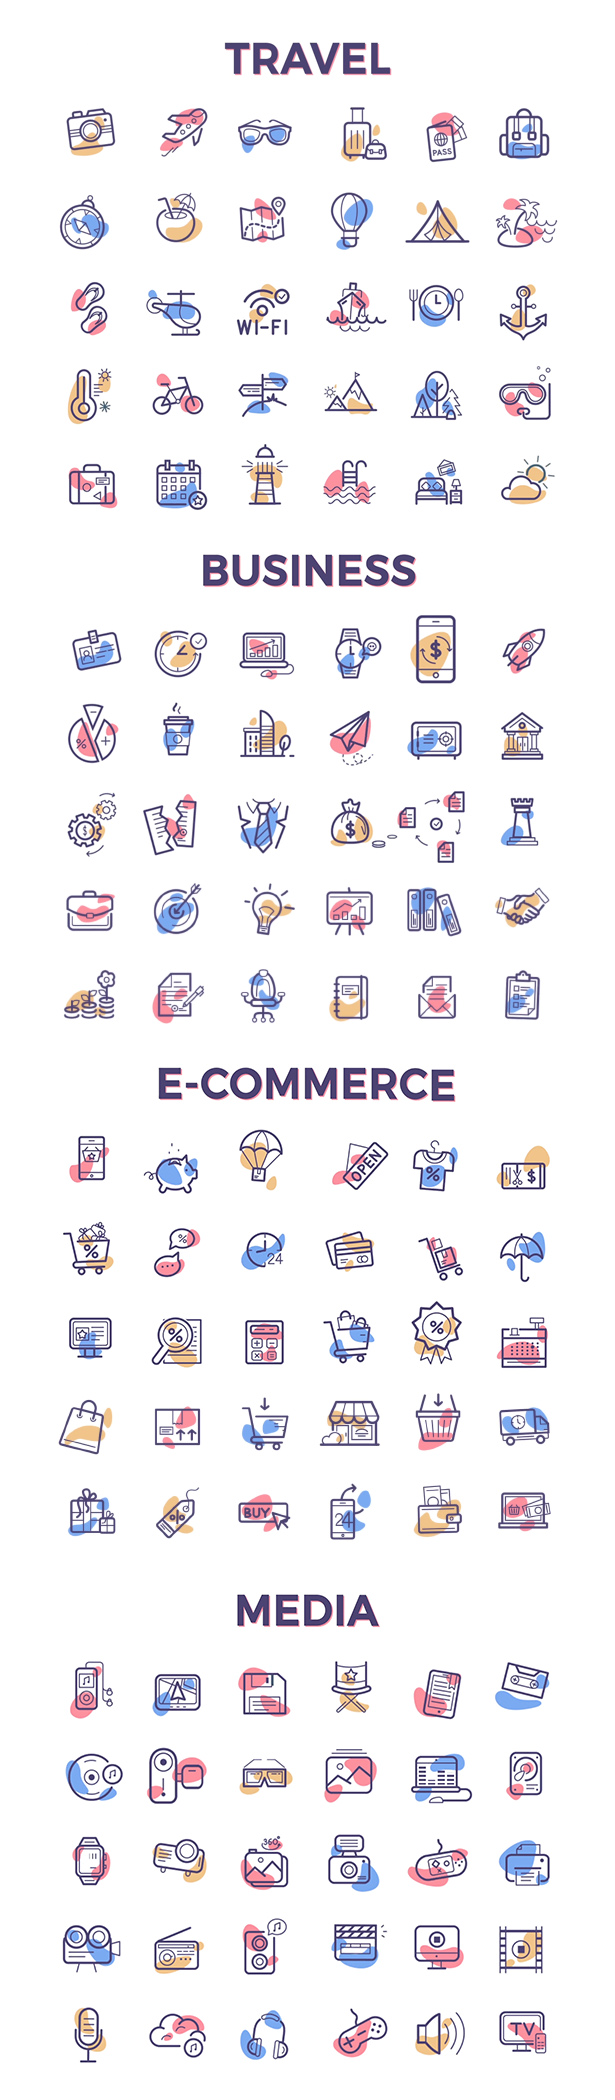 TRAVEL
PASS
WI-FI
BUSINESS
%
$
$
$
E-COMMERCE
OPEN
%
$
%
%
24
%
%
BUY
24
MEDIA
360°
TV